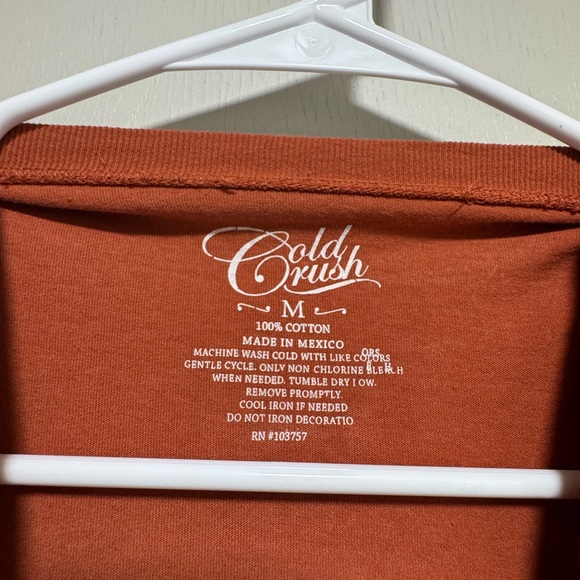 Cold Crush
M
100% COTTON
MADE IN MEXICO
MACHINE WASH COLD WITH LIKE COLORS
GENTLE CYCLE. ONLY NON CHLORINE BLEACH
WHEN NEEDED. TUMBLE DRY LOW.
REMOVE PROMPTLY.
COOL IRON IF NEEDED
DO NOT IRON DECORATIO
RN #103757